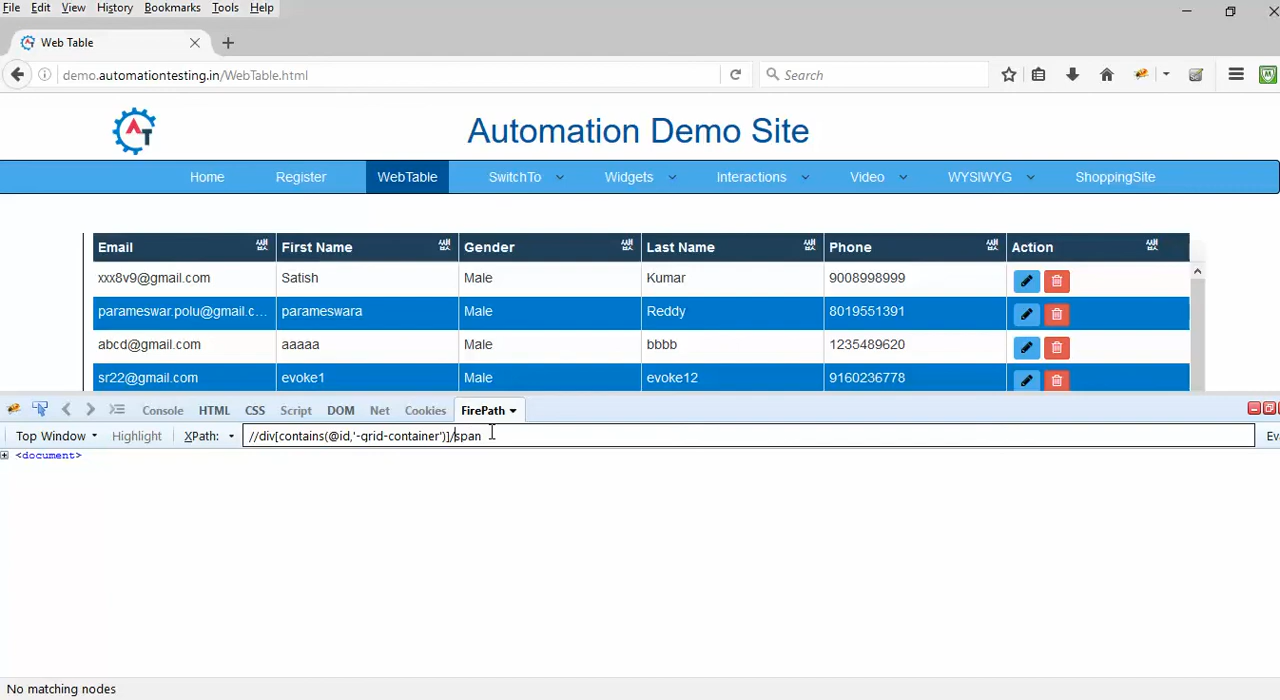 File Edit View History Bookmarks Tools Help
Web Table
demo.automationtesting.in/WebTable.html Search
AT Automation Demo Site
Home Register WebTable SwitchTo Widgets Interactions Video WYSIWYG ShoppingSite
Email First Name Gender Last Name Phone Action
xxx8v9@gmail.com Satish Male Kumar 9008998999
parameswar.polu@gmail.c... parameswara Male Reddy 8019551391
abcd@gmail.com aaaaa Male bbbb 1235489620
sr22@gmail.com evoke1 Male evoke12 9160236778
Console HTML CSS Script DOM Net Cookies FirePath
Top Window Highlight XPath: //div[contains(@id,'-grid-container')]/span
<document>
No matching nodes